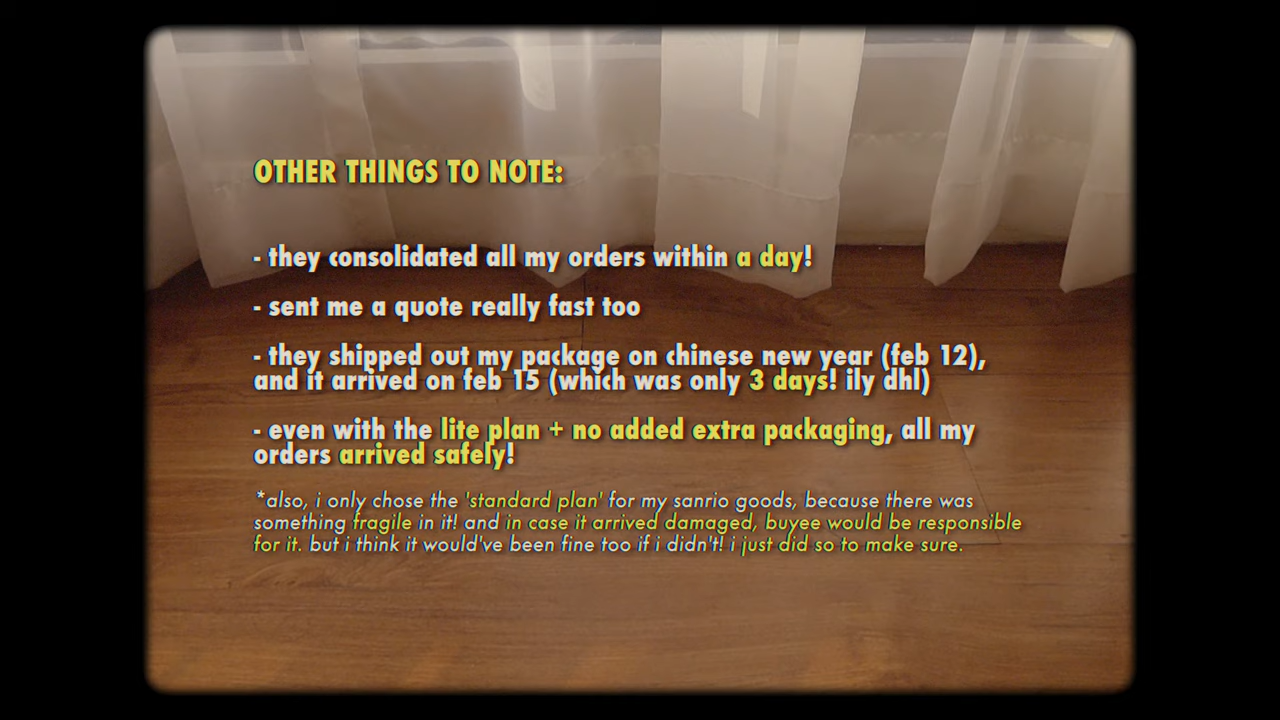 OTHER THINGS TO NOTE:
- they consolidated all my orders within a day!
- sent me a quote really fast too
- they shipped out my package on chinese new year (feb 12),
and it arrived on feb 15 (which was only 3 days! ily dhl)
- even with the lite plan + no added extra packaging, all my
orders arrived safely!
*also, i only chose the 'standard plan' for my sanrio goods, because there was
something fragile in it! and in case it arrived damaged, buyee would be responsible
for it. but i think it would've been fine too if i didn't! i just did so to make sure.